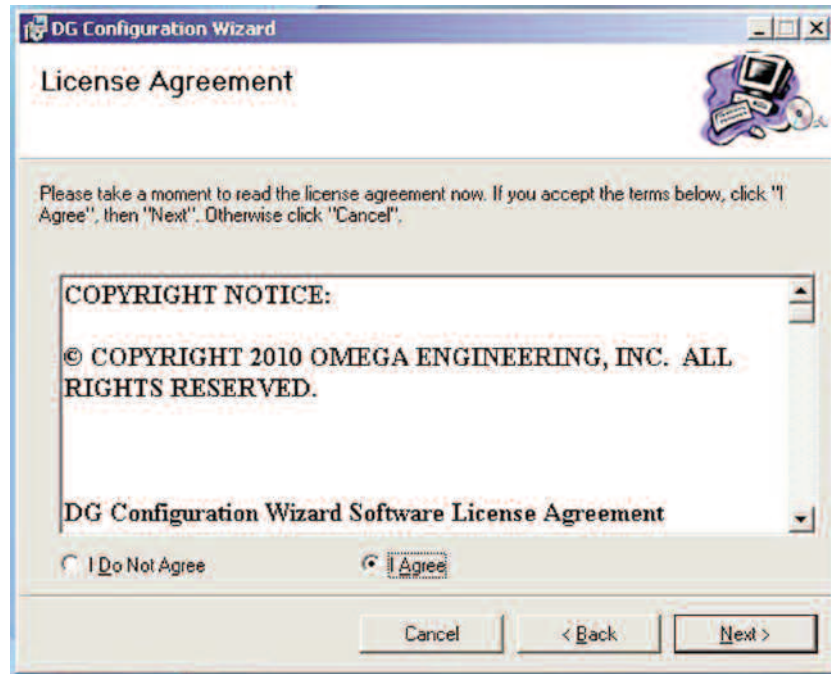 DG Configuration Wizard
License Agreement
Please take a moment to read the license agreement now. If you accept the terms below, click "I
Agree", then "Next". Otherwise click "Cancel".
COPYRIGHT NOTICE:
© COPYRIGHT 2010 OMEGA ENGINEERING, INC. ALL
RIGHTS RESERVED.
DG Configuration Wizard Software License Agreement
I Do Not Agree
I Agree
Cancel
< Back
Next >